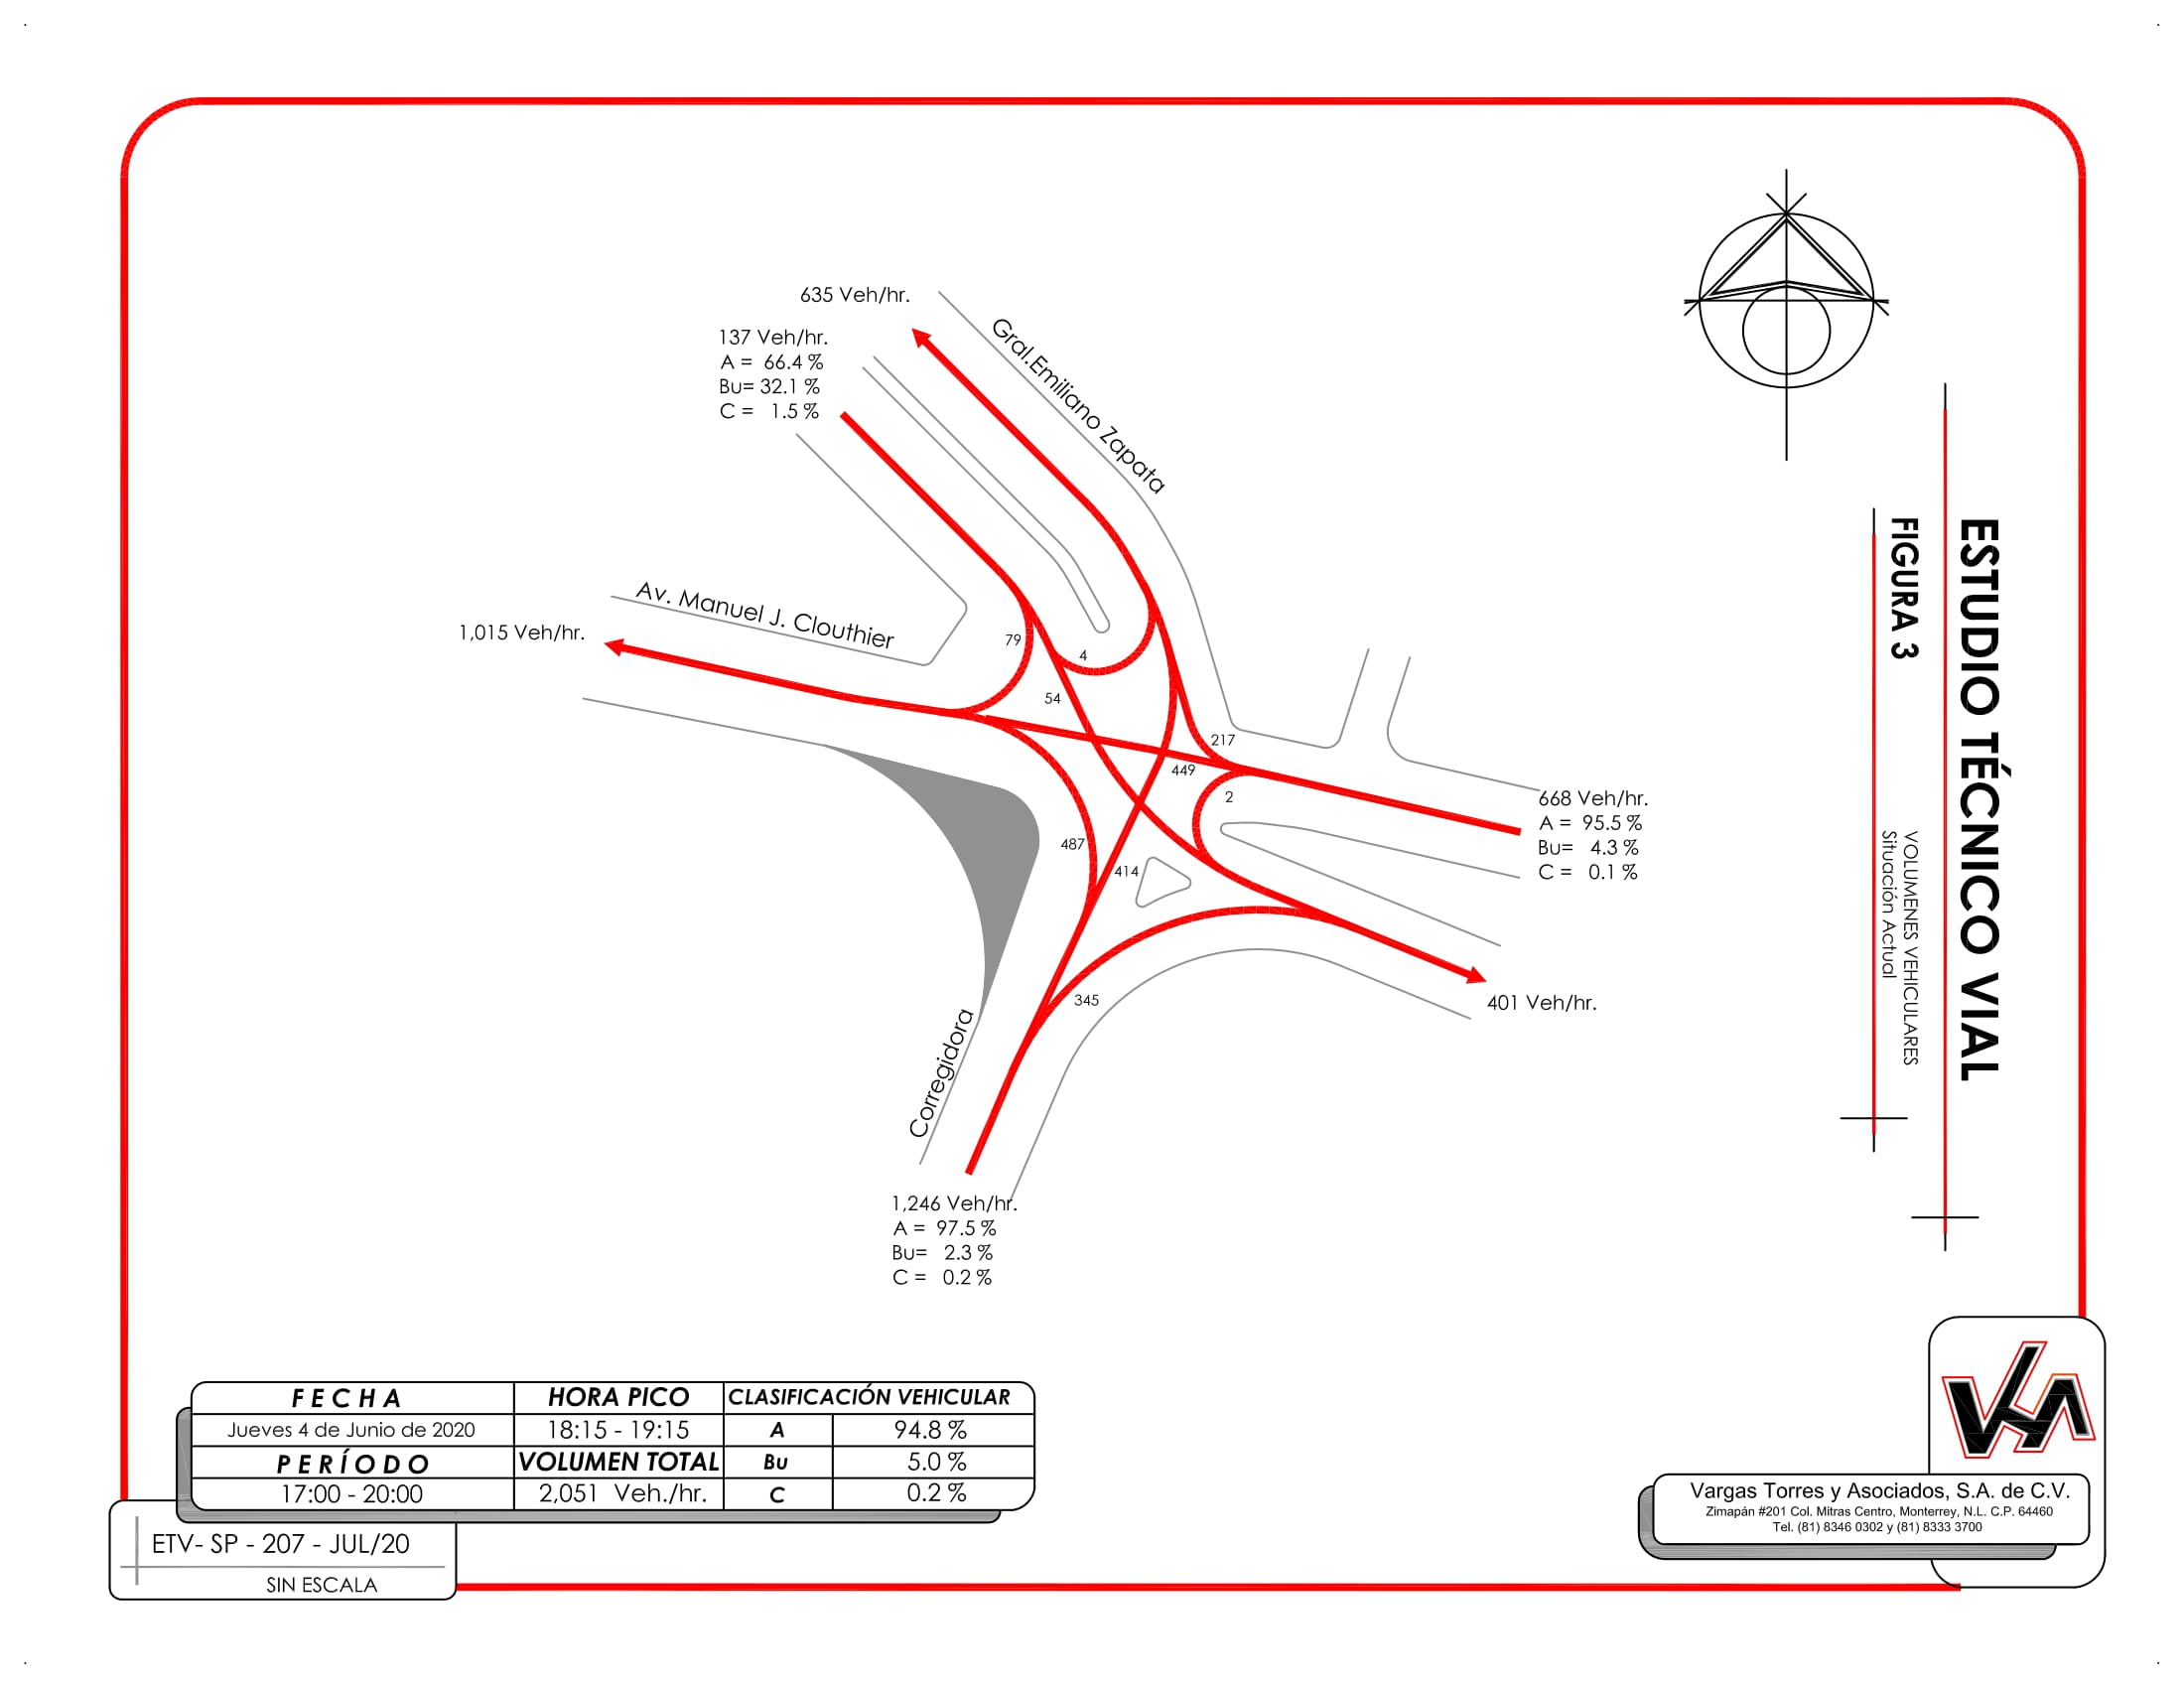 635 Veh/hr.
137 Veh/hr.
A = 66.4 %
Bu= 32.1 %
C = 1.5 %
Gral.Emiliano Zapata
Av. Manuel J. Clouthier
1,015 Veh/hr.
79
4
54
217
449
2
487
414
345
668 Veh/hr.
A = 95.5 %
Bu= 4.3 %
C = 0.1 %
401 Veh/hr.
Corregidora
1,246 Veh/hr.
A = 97.5 %
Bu= 2.3 %
C = 0.2 %
ESTUDIO TÉCNICO VIAL
FIGURA 3
VOLUMENES VEHICULARES
Situación Actual
FECHA HORA PICO CLASIFICACIÓN VEHICULAR
Jueves 4 de Junio de 2020 18:15 - 19:15 A 94.8 %
PERÍODO VOLUMEN TOTAL Bu 5.0 %
17:00 - 20:00 2,051 Veh./hr. C 0.2 %
ETV- SP - 207 - JUL/20
SIN ESCALA
Vargas Torres y Asociados, S.A. de C.V.
Zimapán #201 Col. Mitras Centro, Monterrey, N.L. C.P. 64460
Tel. (81) 8346 0302 y (81) 8333 3700